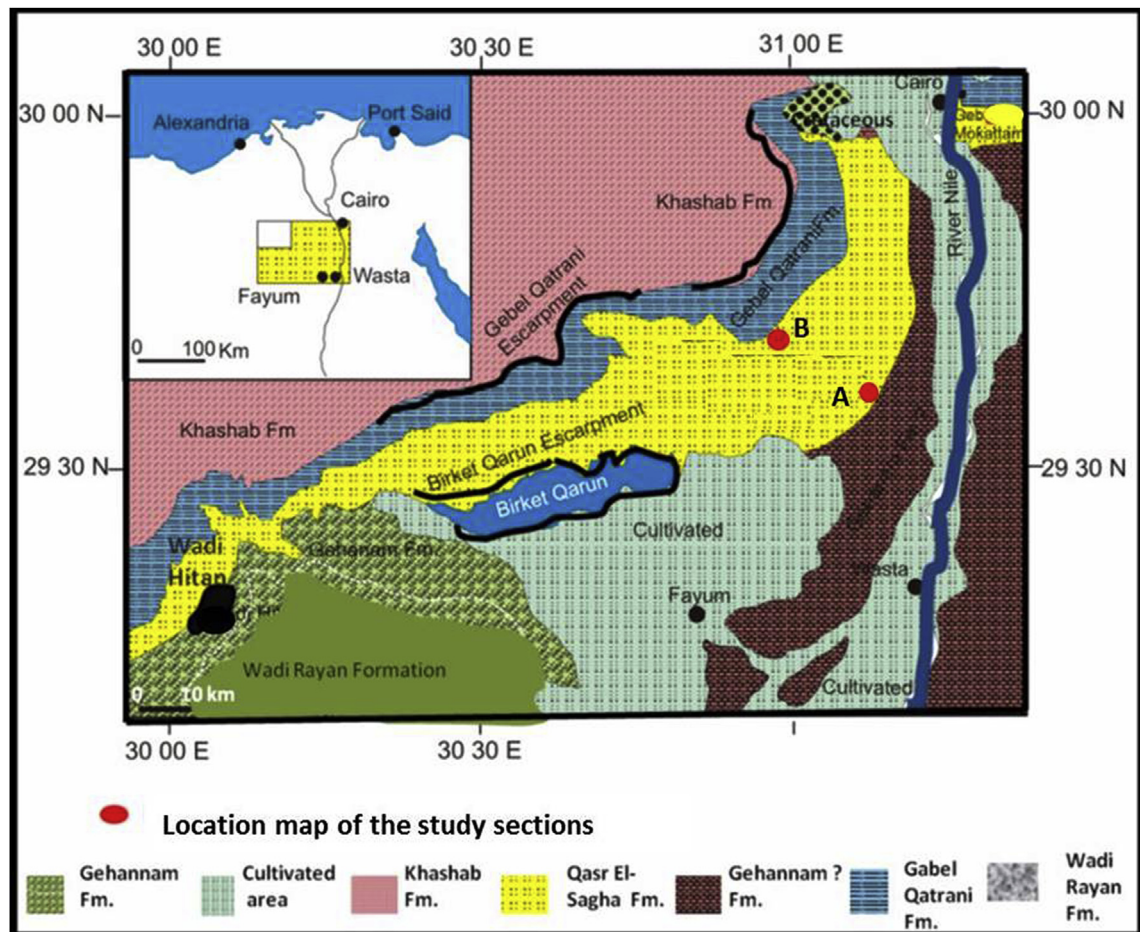 30 00 E
30 30 E
31 00 E
30 00 N
30 00 N
29 30 N
29 30 N
Alexandria
Port Said
Cairo
Wasta
Fayum
0 100 Km
Cairo
Mokattam
River Nile
Khashab Fm
Gebel Qatrani Fm.
Gebel Qatrani
Escarpment
B
A
Khashab Fm
Birket Qarun Escarpment
Birket Qarun
Cultivated
Wadi
Hitan
Gehanam Fm.
Fayum
Wasta
Wadi Rayan Formation
Cultivated
0 10 km
30 00 E
30 30 E
Location map of the study sections
Gehannam
Fm.
Cultivated
area
Khashab
Fm.
Qasr El-
Sagha Fm.
Gehannam ?
Fm.
Gabel
Qatrani
Fm.
Wadi
Rayan
Fm.